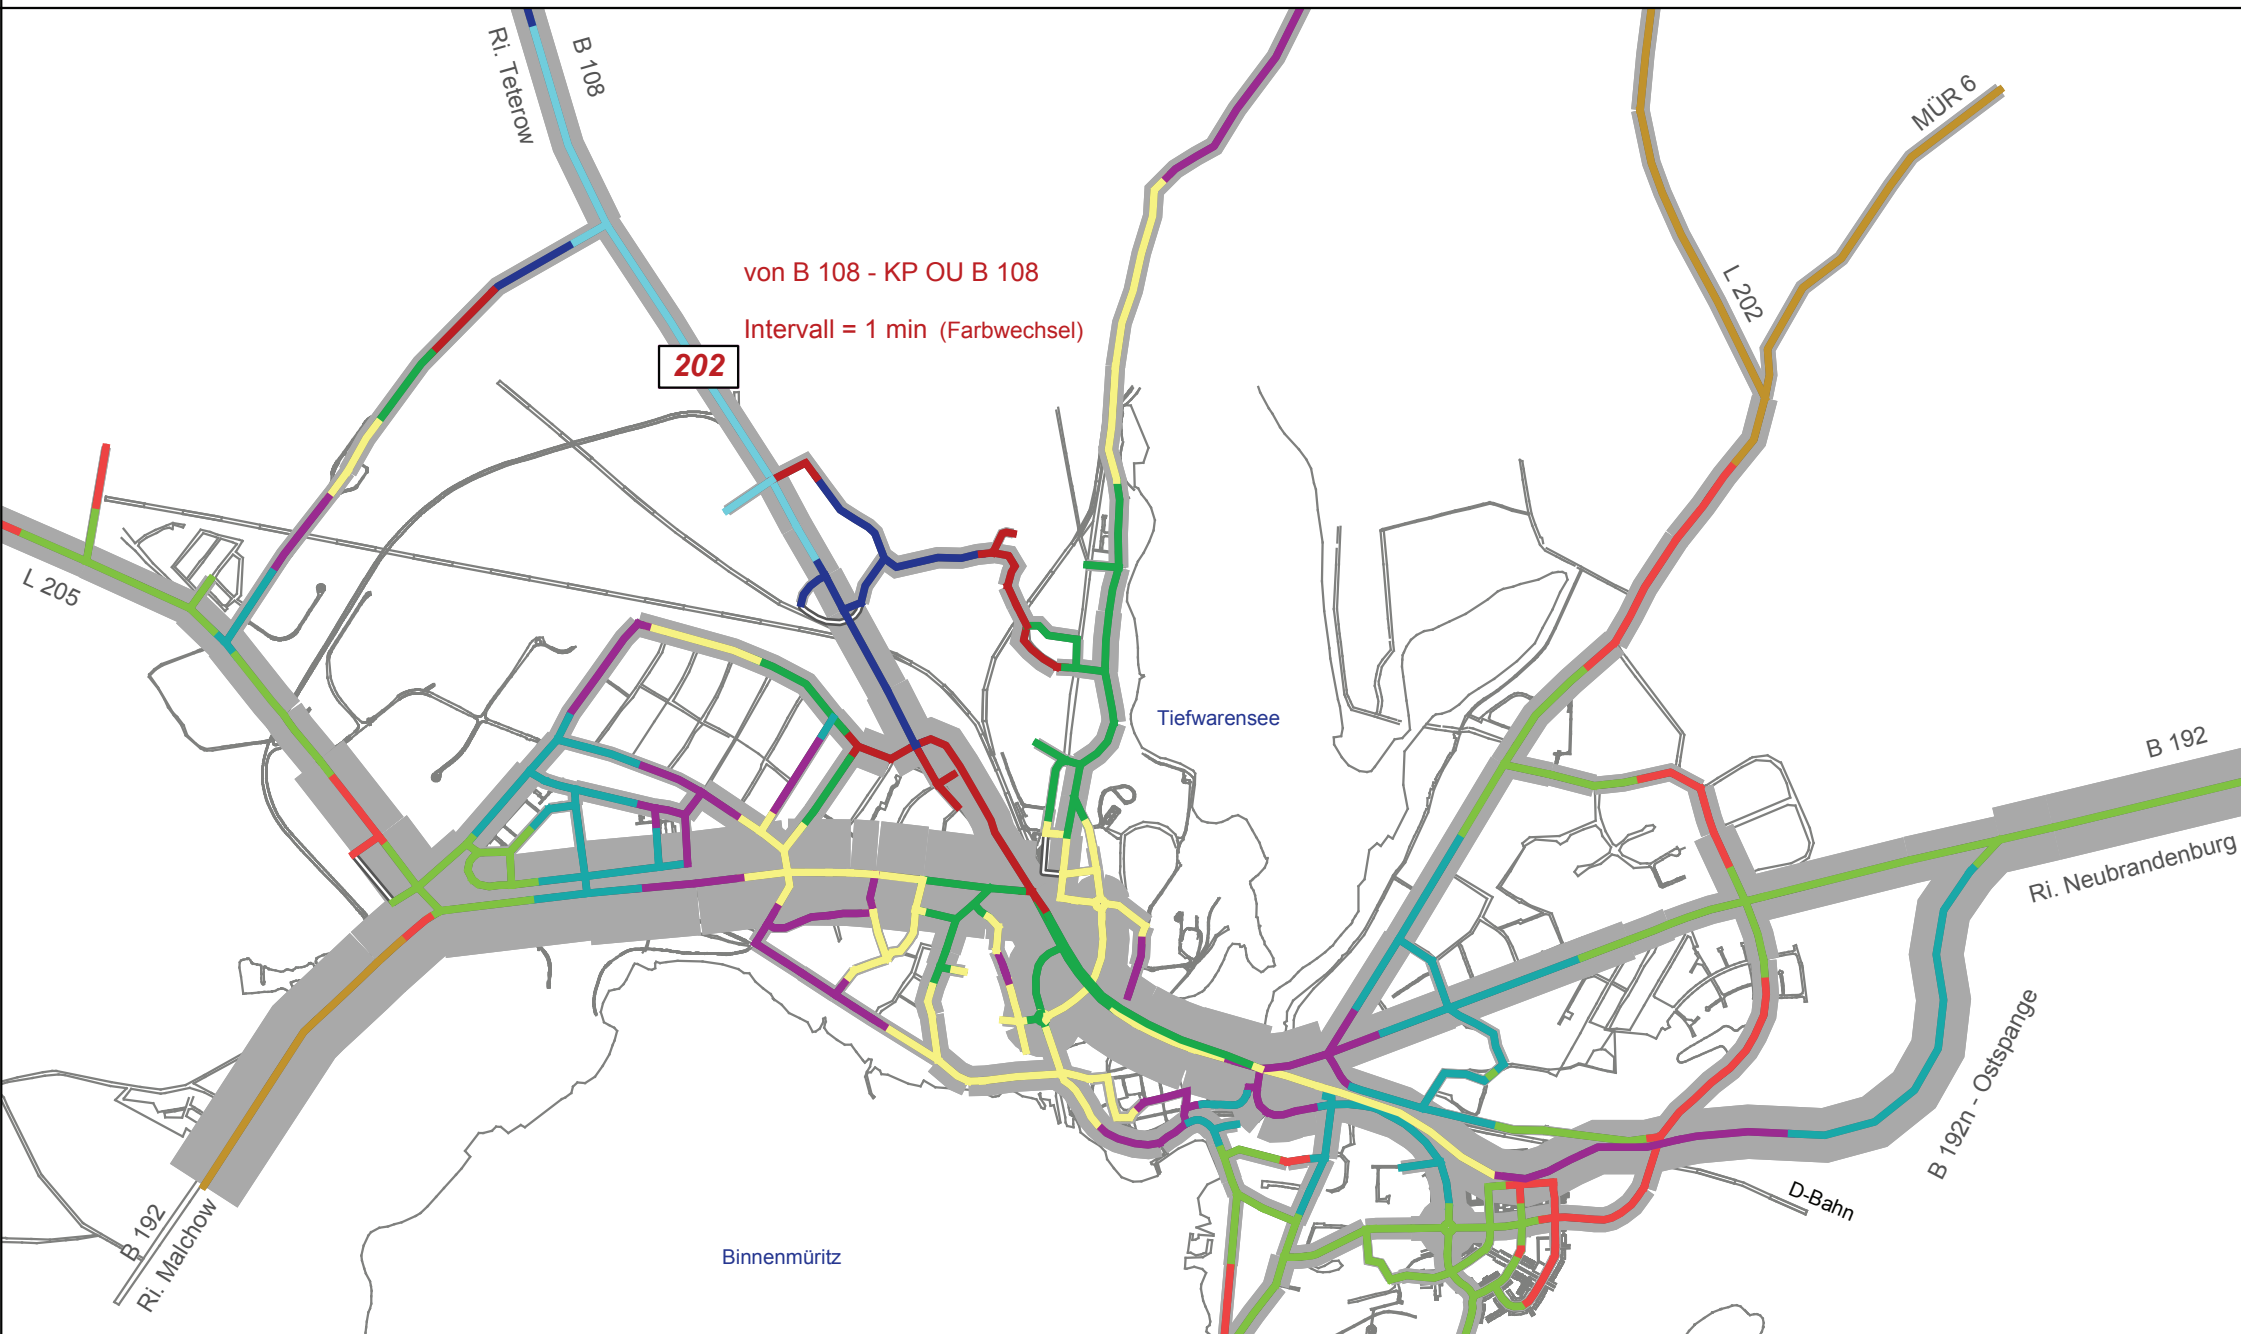 Ri. Teterow
B 108
MÜR 6
von B 108 - KP OU B 108
L 202
Intervall = 1 min (Farbwechsel)
202
L 205
Tiefwarensee
B 192
Ri. Neubrandenburg
B 192n - Ostspange
D-Bahn
B 192
Ri. Malchow
Binnenmüritz